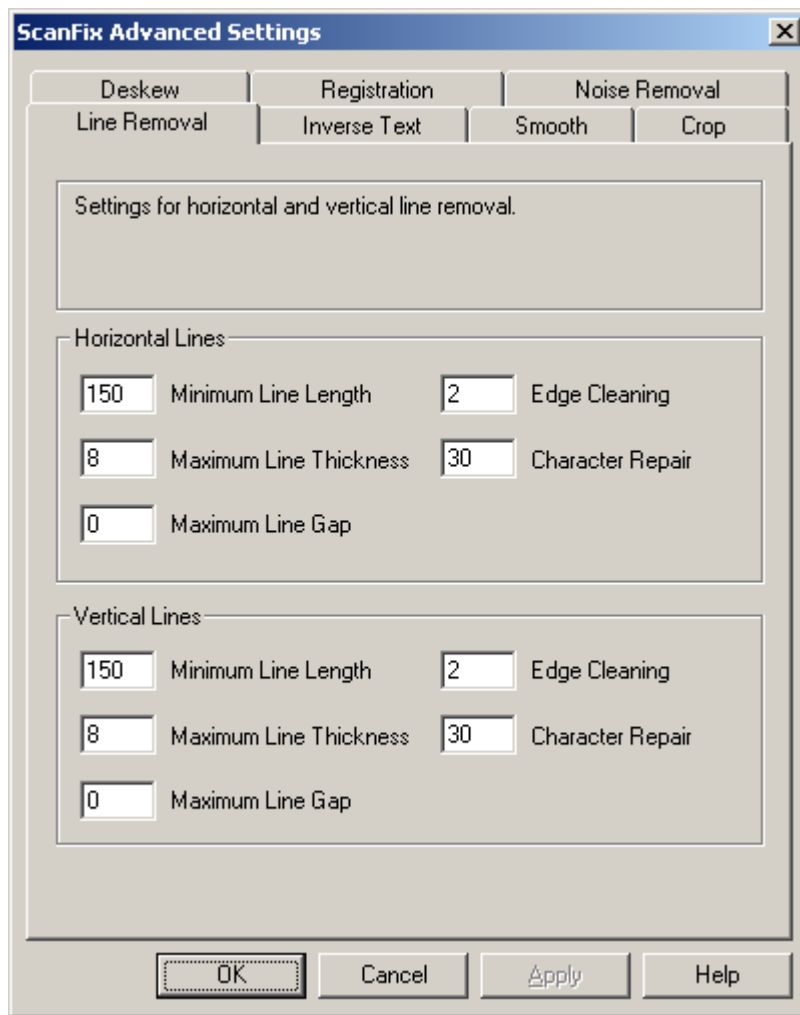 ScanFix Advanced Settings
Deskew Registration Noise Removal
Line Removal Inverse Text Smooth Crop
Settings for horizontal and vertical line removal.
Horizontal Lines
150 Minimum Line Length 2 Edge Cleaning
8 Maximum Line Thickness 30 Character Repair
0 Maximum Line Gap
Vertical Lines
150 Minimum Line Length 2 Edge Cleaning
8 Maximum Line Thickness 30 Character Repair
0 Maximum Line Gap
OK Cancel Apply Help